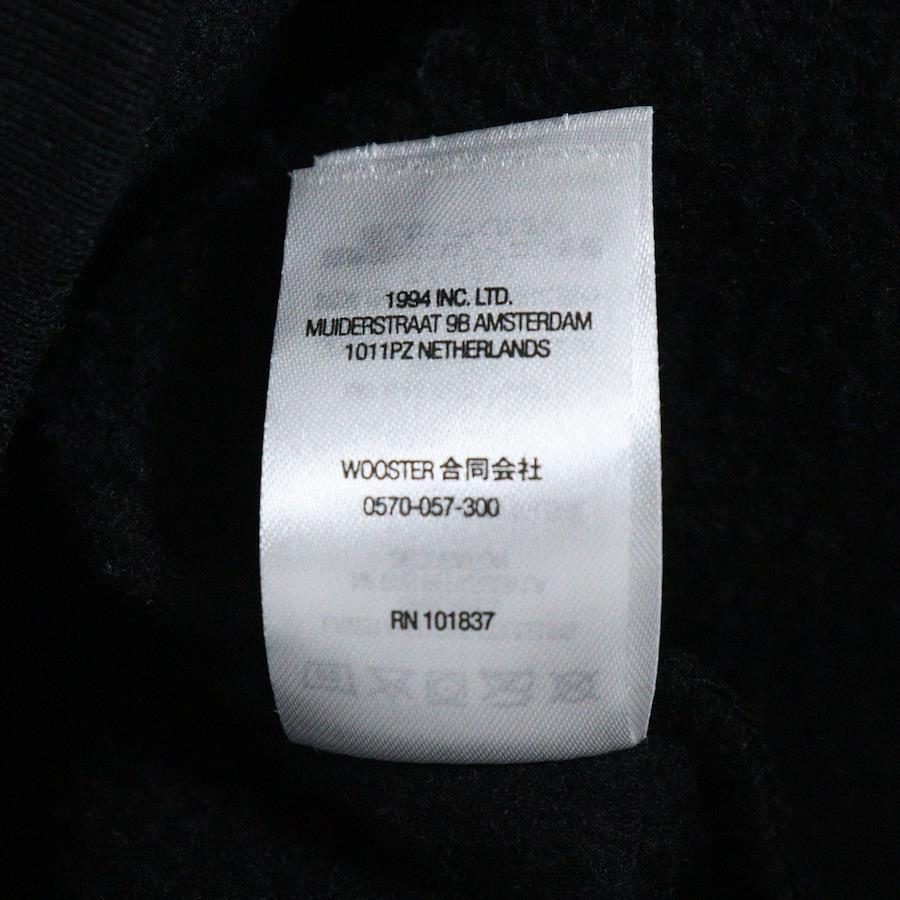 1994 INC. LTD.
MUIDERSTRAAT 9B AMSTERDAM
1011PZ NETHERLANDS
WOOSTER 合同会社
0570-057-300
RN 101837